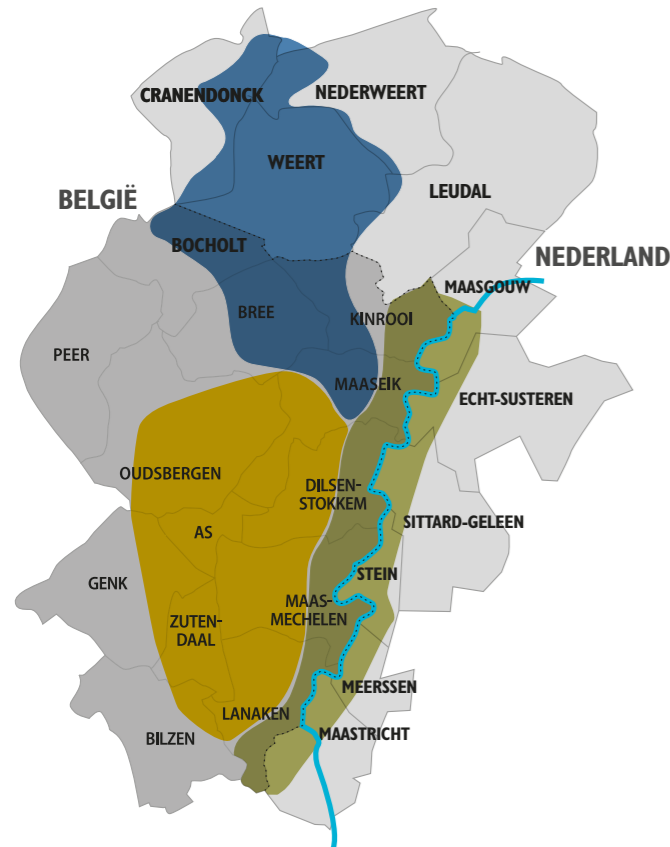 CRANENDONCK
NEDERWEERT
WEERT
LEUDAL
BELGIË
BOCHOLT
NEDERLAND
MAASGOUW
BREE
KINROOI
PEER
MAASEIK
ECHT-SUSTEREN
OUDSBERGEN
DILSEN-
STOKKEM
SITTARD-GELEEN
AS
GENK
STEIN
ZUTEN-
DAAL
MAAS-
MECHELEN
MEERSSEN
LANAKEN
BILZEN
MAASTRICHT